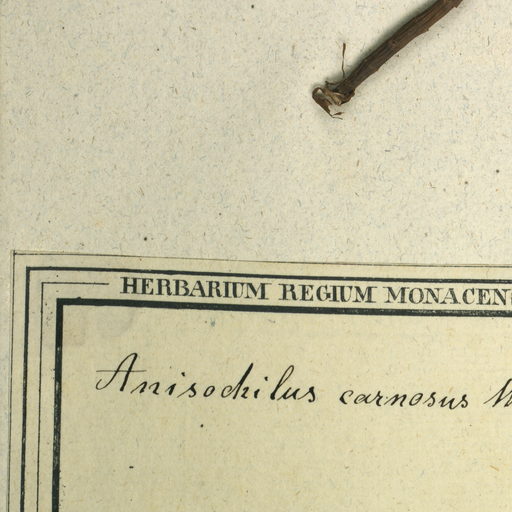 HERBARIUM REGIUM MONACEN
Anisochilus carnosus W